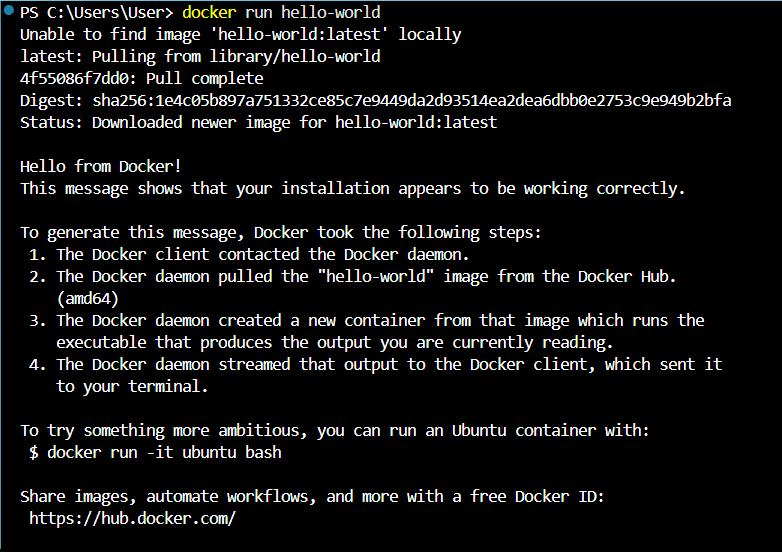 PS C:\Users\User> docker run hello-world
Unable to find image 'hello-world:latest' locally
latest: Pulling from library/hello-world
4f55086f7dd0: Pull complete
Digest: sha256:1e4c05b897a751332ce85c7e9449da2d93514ea2dea6dbb0e2753c9e949b2bfa
Status: Downloaded newer image for hello-world:latest

Hello from Docker!
This message shows that your installation appears to be working correctly.

To generate this message, Docker took the following steps:
 1. The Docker client contacted the Docker daemon.
 2. The Docker daemon pulled the "hello-world" image from the Docker Hub.
    (amd64)
 3. The Docker daemon created a new container from that image which runs the
    executable that produces the output you are currently reading.
 4. The Docker daemon streamed that output to the Docker client, which sent it
    to your terminal.

To try something more ambitious, you can run an Ubuntu container with:
 $ docker run -it ubuntu bash

Share images, automate workflows, and more with a free Docker ID:
 https://hub.docker.com/